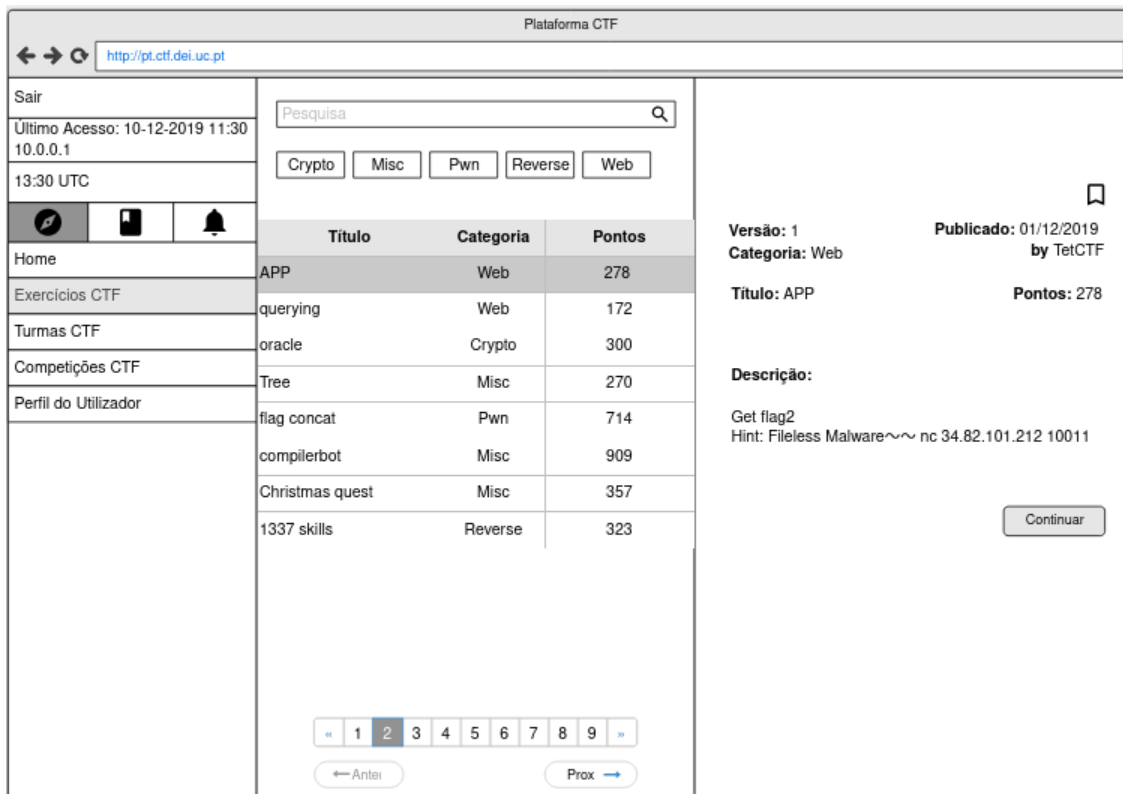 Plataforma CTF
http://pt.ctf.dei.uc.pt
Sair
Último Acesso: 10-12-2019 11:30
10.0.0.1
13:30 UTC
Home
Exercícios CTF
Turmas CTF
Competições CTF
Perfil do Utilizador
Pesquisa
Crypto Misc Pwn Reverse Web
Título Categoria Pontos
APP Web 278
querying Web 172
oracle Crypto 300
Tree Misc 270
flag concat Pwn 714
compilerbot Misc 909
Christmas quest Misc 357
1337 skills Reverse 323
« 1 2 3 4 5 6 7 8 9 »
Anter
Prox
Versão: 1 Publicado: 01/12/2019
Categoria: Web by TetCTF
Título: APP Pontos: 278
Descrição:
Get flag2
Hint: Fileless Malware～～ nc 34.82.101.212 10011
Continuar